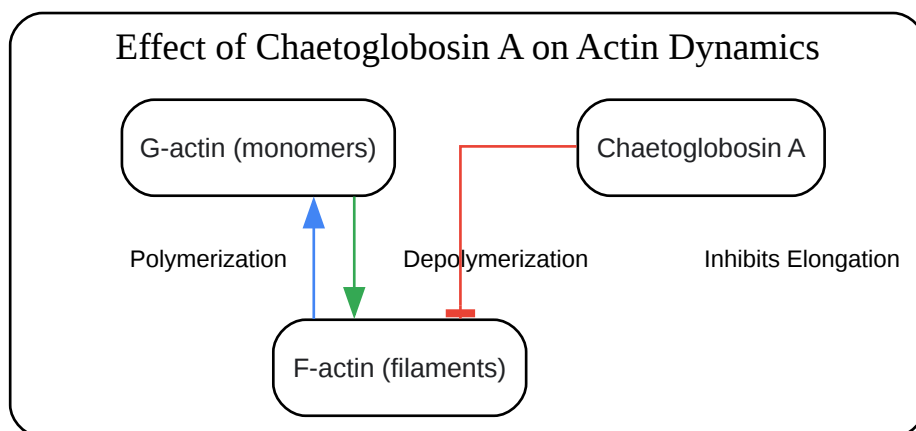 Effect of Chaetoglobosin A on Actin Dynamics
G-actin (monomers)
Chaetoglobosin A
Polymerization
Depolymerization
Inhibits Elongation
F-actin (filaments)